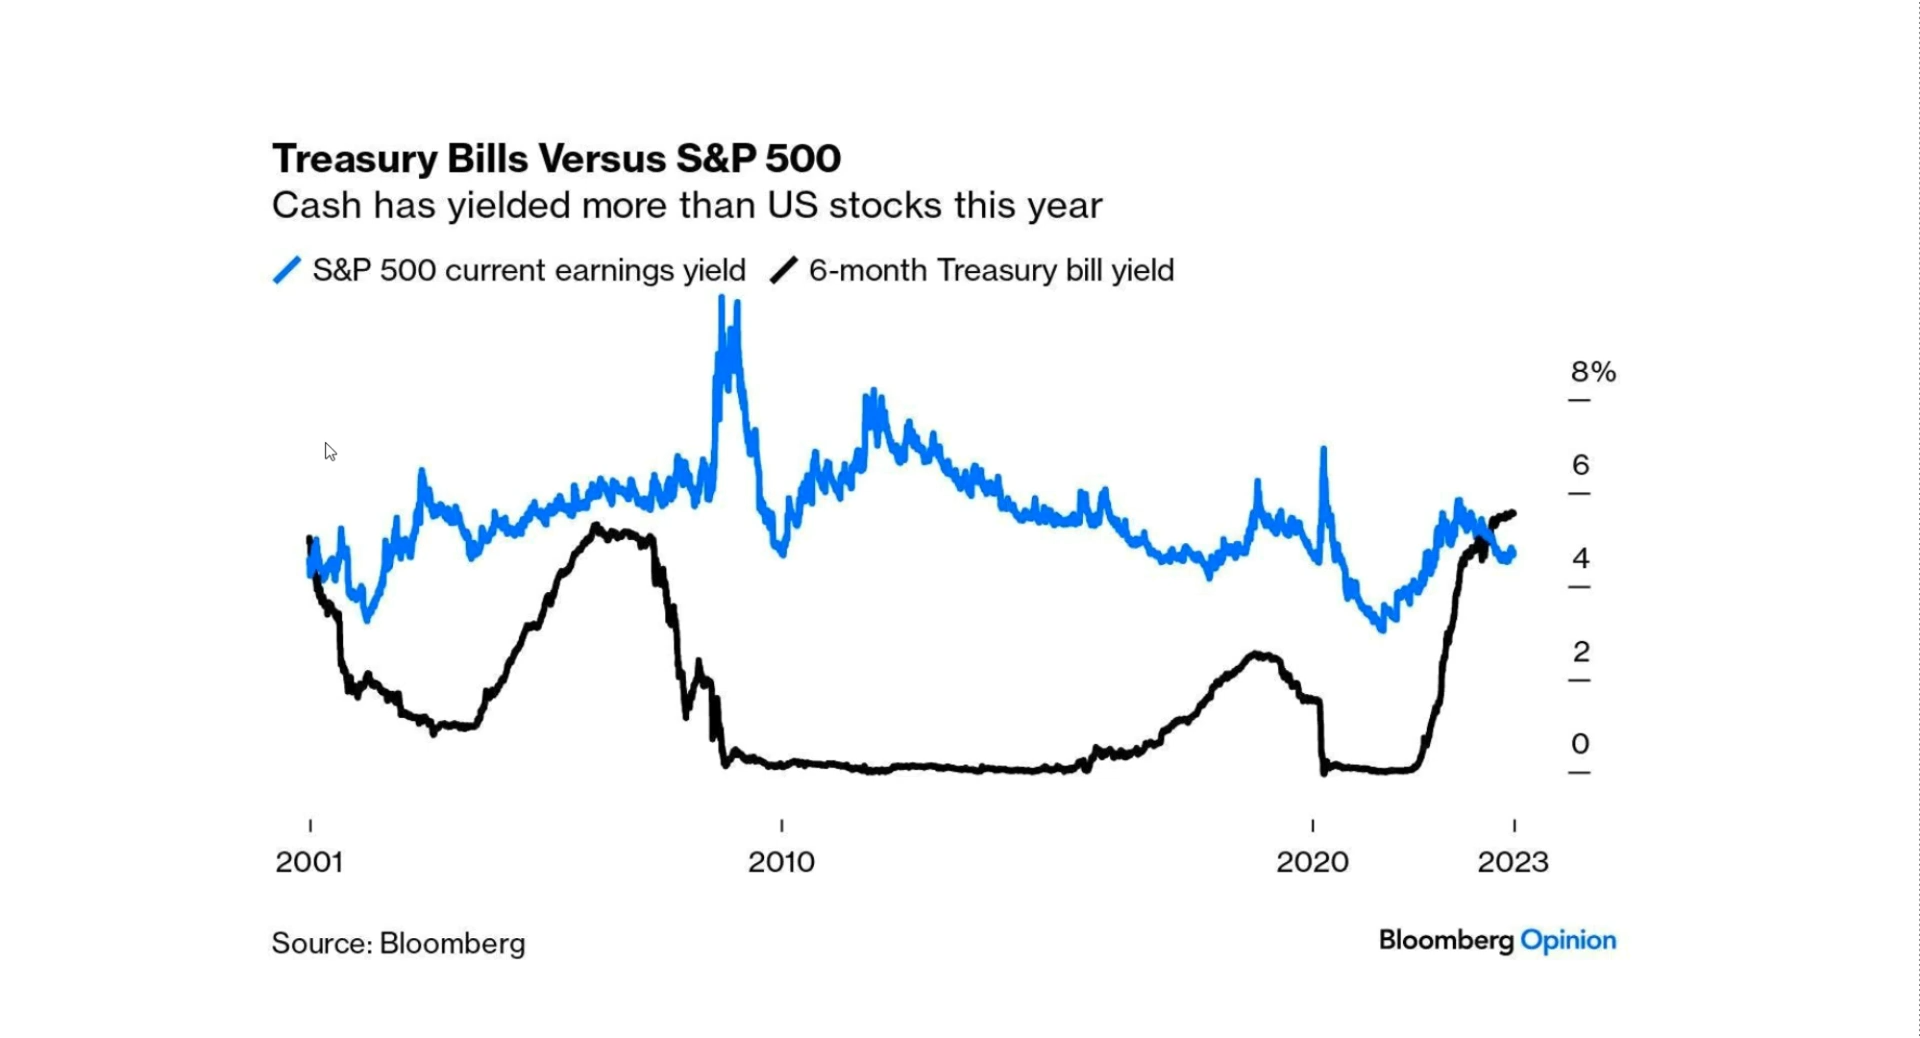 Treasury Bills Versus S&P 500
Cash has yielded more than US stocks this year
S&P 500 current earnings yield 6-month Treasury bill yield
8%
6
4
2
0
2001 2010 2020 2023
Source: Bloomberg
Bloomberg Opinion